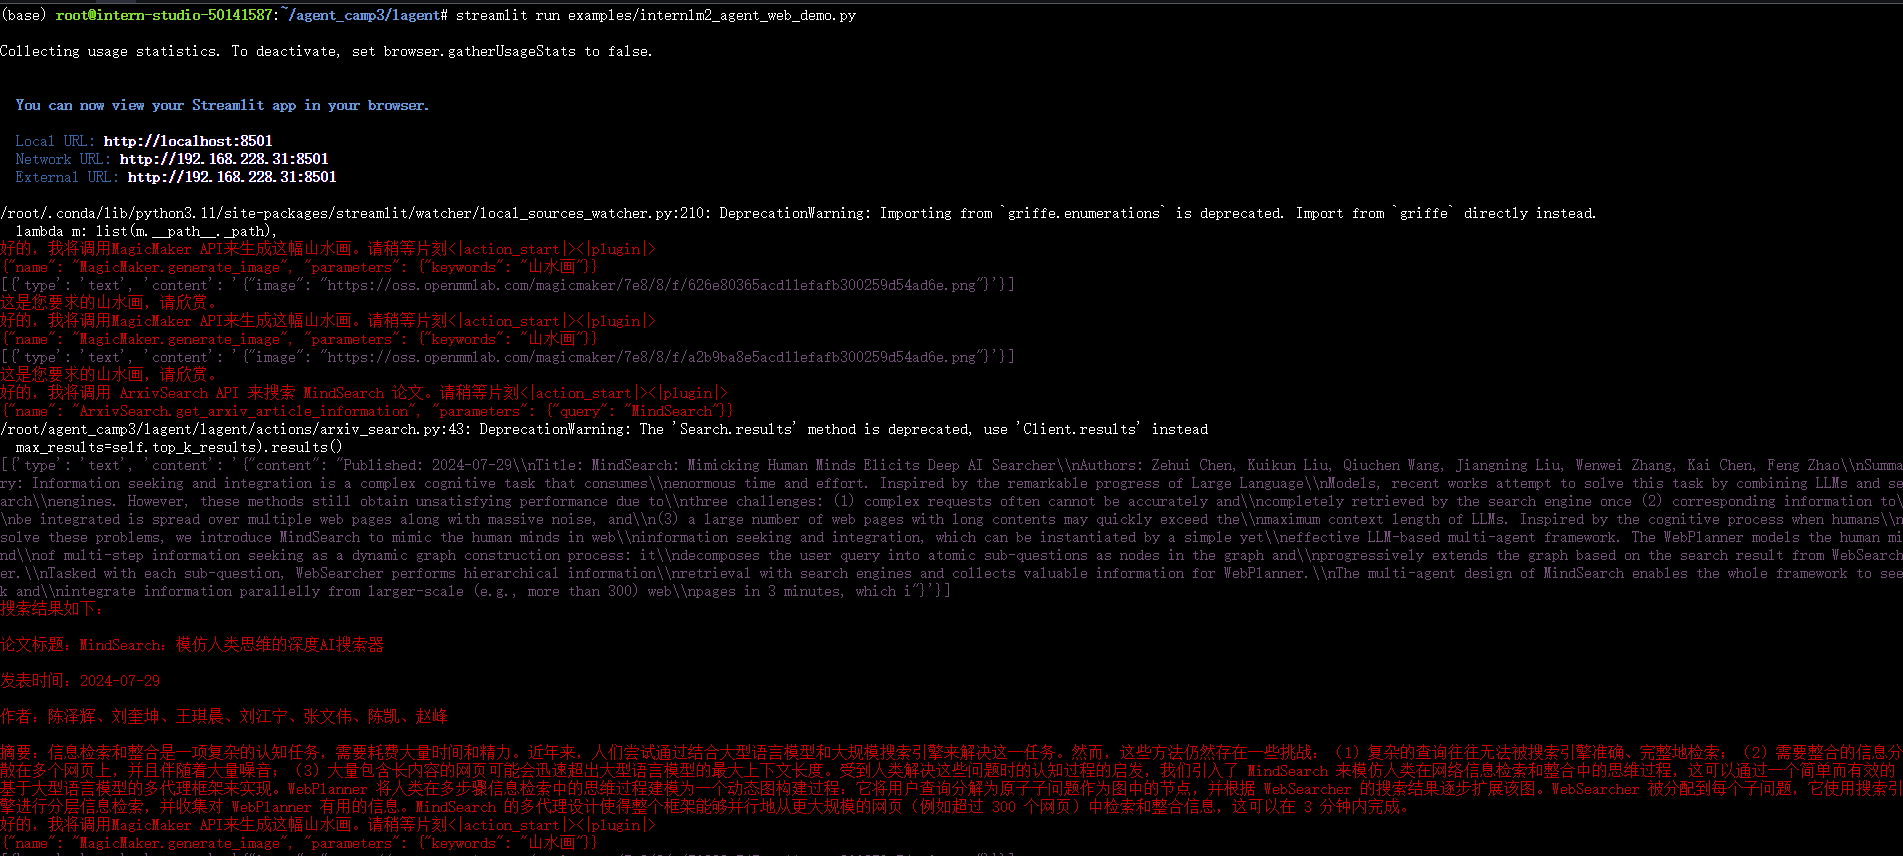 (base) root@intern-studio-50141587:~/agent_camp3/lagent# streamlit run examples/internlm2_agent_web_demo.py
Collecting usage statistics. To deactivate, set browser.gatherUsageStats to false.
You can now view your Streamlit app in your browser.
Local URL: http://localhost:8501
Network URL: http://192.168.228.31:8501
External URL: http://192.168.228.31:8501
/root/.conda/lib/python3.11/site-packages/streamlit/watcher/local_sources_watcher.py:210: DeprecationWarning: Importing from `griffe.enumerations` is deprecated. Import from `griffe` directly instead.
lambda m: list(m.__path__._path),
好的，我将调用MagicMaker API来生成这幅山水画。请稍等片刻<|action_start|><|plugin|>
{"name": "MagicMaker.generate_image", "parameters": {"keywords": "山水画"}}
[{'type': 'text', 'content': '{"image": "https://oss.openmmlab.com/magicmaker/7e8/8/f/626e80365acd11efafb300259d54ad6e.png"}'}]
这是您要求的山水画，请欣赏。
好的，我将调用MagicMaker API来生成这幅山水画。请稍等片刻<|action_start|><|plugin|>
{"name": "MagicMaker.generate_image", "parameters": {"keywords": "山水画"}}
[{'type': 'text', 'content': '{"image": "https://oss.openmmlab.com/magicmaker/7e8/8/f/a2b9ba8e5acd11efafb300259d54ad6e.png"}'}]
这是您要求的山水画，请欣赏。
好的，我将调用 ArxivSearch API 来搜索 MindSearch 论文。请稍等片刻<|action_start|><|plugin|>
{"name": "ArxivSearch.get_arxiv_article_information", "parameters": {"query": "MindSearch"}}
/root/agent_camp3/lagent/lagent/actions/arxiv_search.py:43: DeprecationWarning: The 'Search.results' method is deprecated, use 'Client.results' instead
max_results=self.top_k_results).results()
[{'type': 'text', 'content': '{"content": "Published: 2024-07-29\\nTitle: MindSearch: Mimicking Human Minds Elicits Deep AI Searcher\\nAuthors: Zehui Chen, Kuikun Liu, Qiuchen Wang, Jiangning Liu, Wenwei Zhang, Kai Chen, Feng Zhao\\nSumma
ry: Information seeking and integration is a complex cognitive task that consumes\\nenormous time and effort. Inspired by the remarkable progress of Large Language\\nModels, recent works attempt to solve this task by combining LLMs and se
arch\\nengines. However, these methods still obtain unsatisfying performance due to\\nthree challenges: (1) complex requests often cannot be accurately and\\ncompletely retrieved by the search engine once (2) corresponding information to\
\nbe integrated is spread over multiple web pages along with massive noise, and\\n(3) a large number of web pages with long contents may quickly exceed the\\nmaximum context length of LLMs. Inspired by the cognitive process when humans\\n
solve these problems, we introduce MindSearch to mimic the human minds in web\\ninformation seeking and integration, which can be instantiated by a simple yet\\neffective LLM-based multi-agent framework. The WebPlanner models the human mi
nd\\nof multi-step information seeking as a dynamic graph construction process: it\\ndecomposes the user query into atomic sub-questions as nodes in the graph and\\nprogressively extends the graph based on the search result from WebSearch
er.\\nTasked with each sub-question, WebSearcher performs hierarchical information\\nretrieval with search engines and collects valuable information for WebPlanner.\\nThe multi-agent design of MindSearch enables the whole framework to see
k and\\nintegrate information parallelly from larger-scale (e.g., more than 300) web\\npages in 3 minutes, which i"}'}]
搜索结果如下：
论文标题：MindSearch：模仿人类思维的深度AI搜索器
发表时间：2024-07-29
作者：陈泽辉、刘奎坤、王琪晨、刘江宁、张文伟、陈凯、赵峰
摘要：信息检索和整合是一项复杂的认知任务，需要耗费大量时间和精力。近年来，人们尝试通过结合大型语言模型和大规模搜索引擎来解决这一任务。然而，这些方法仍然存在一些挑战，（1）复杂的查询往往无法被搜索引擎准确、完整地检索；（2）需要整合的信息分
散在多个网页上，并且伴随着大量噪音；（3）大量包含长内容的网页可能会迅速超出大型语言模型的最大上下文长度。受到人类解决这些问题时的认知过程的启发，我们引入了 MindSearch 来模仿人类在网络信息检索和整合中的思维过程，这可以通过一个简单而有效的
基于大型语言模型的多代理框架来实现。WebPlanner 将人类在多步骤信息检索中的思维过程建模为一个动态图构建过程：它将用户查询分解为原子子问题作为图中的节点，并根据 WebSearcher 的搜索结果逐步扩展该图。WebSearcher 被分配到每个子问题，它使用搜索引
擎进行分层信息检索，并收集对 WebPlanner 有用的信息。MindSearch 的多代理设计使得整个框架能够并行地从更大规模的网页（例如超过 300 个网页）中检索和整合信息，这可以在 3 分钟内完成。
好的，我将调用MagicMaker API来生成这幅山水画。请稍等片刻<|action_start|><|plugin|>
{"name": "MagicMaker.generate_image", "parameters": {"keywords": "山水画"}}